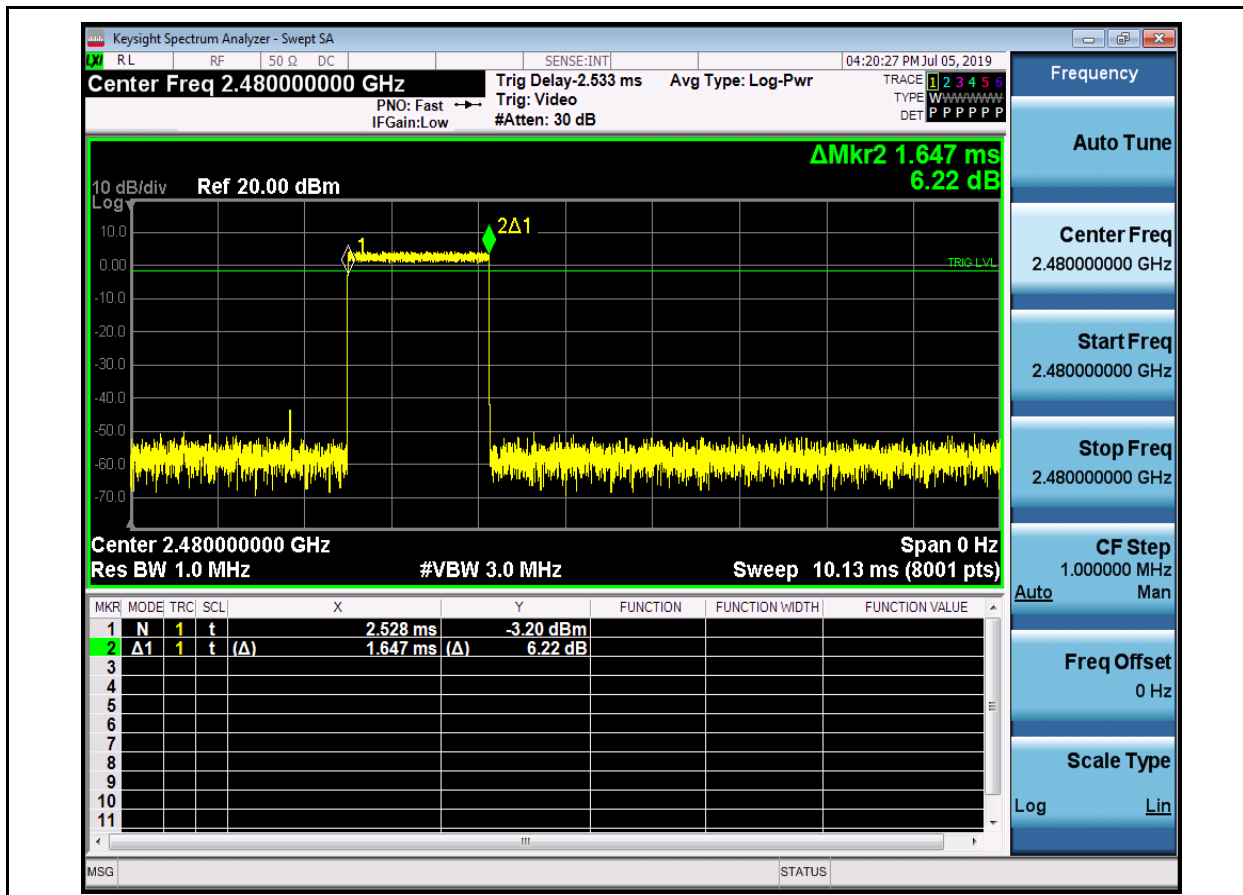 Keysight Spectrum Analyzer - Swept SA
LXI RL RF 50 Ω DC SENSE:INT 04:20:27 PM Jul 05, 2019
Center Freq 2.480000000 GHz
PNO: Fast
IFGain:Low
Trig Delay-2.533 ms
Trig: Video
#Atten: 30 dB
Avg Type: Log-Pwr
TRACE 1 2 3 4 5 6
TYPE WWWWWW
DET P P P P P P
ΔMkr2 1.647 ms
6.22 dB
10 dB/div Ref 20.00 dBm
Log
10.0
0.00
-10.0
-20.0
-30.0
-40.0
-50.0
-60.0
-70.0
1
2Δ1
TRIG LVL
Center 2.480000000 GHz Span 0 Hz
Res BW 1.0 MHz #VBW 3.0 MHz Sweep 10.13 ms (8001 pts)
MKR MODE TRC SCL X Y FUNCTION FUNCTION WIDTH FUNCTION VALUE
1 N 1 t 2.528 ms -3.20 dBm
2 Δ1 1 t (Δ) 1.647 ms (Δ) 6.22 dB
3
4
5
6
7
8
9
10
11
MSG STATUS
Frequency
Auto Tune
Center Freq
2.480000000 GHz
Start Freq
2.480000000 GHz
Stop Freq
2.480000000 GHz
CF Step
1.000000 MHz
Auto Man
Freq Offset
0 Hz
Scale Type
Log Lin